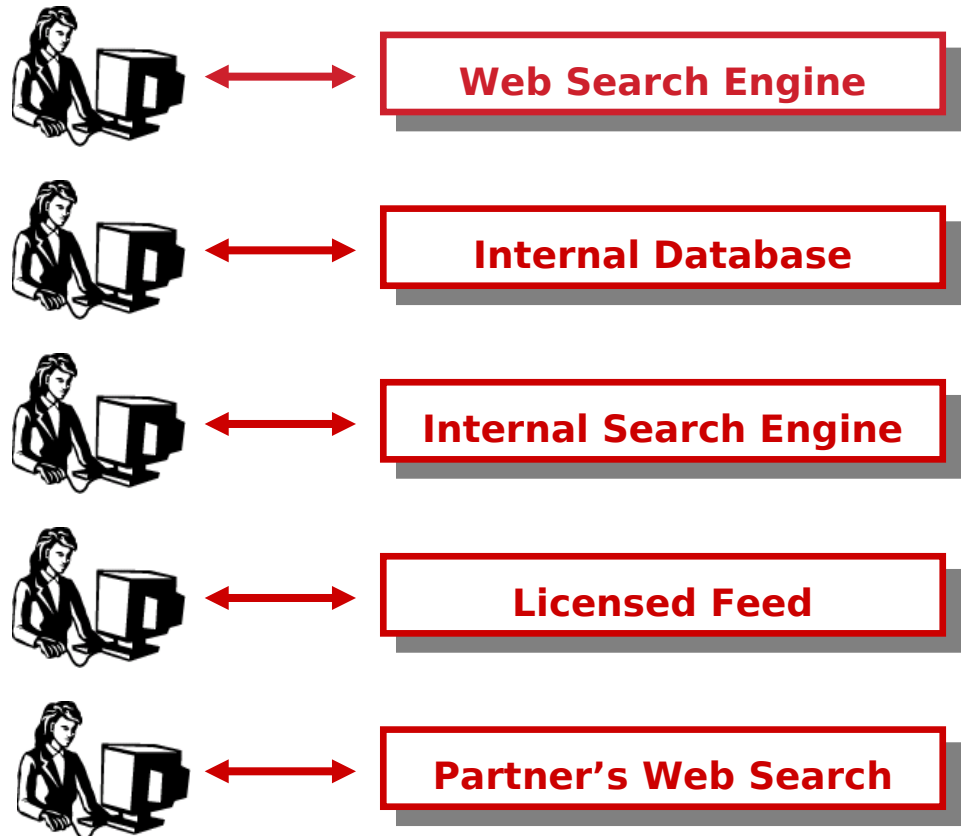 Web Search Engine
Internal Database
Internal Search Engine
Licensed Feed
Partner’s Web Search